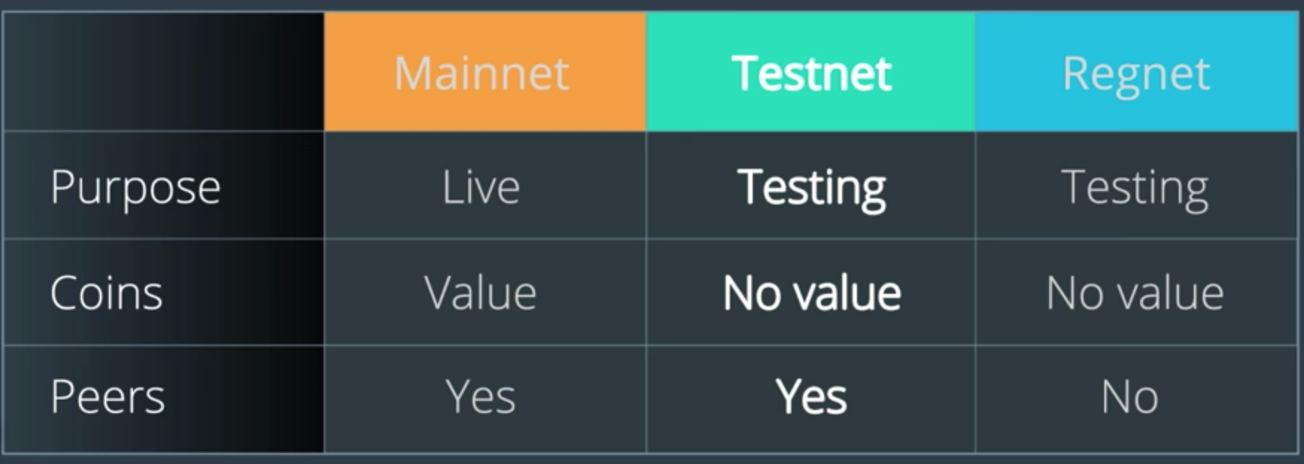 Mainnet Testnet Regnet
Purpose Live Testing Testing
Coins Value No value No value
Peers Yes Yes No